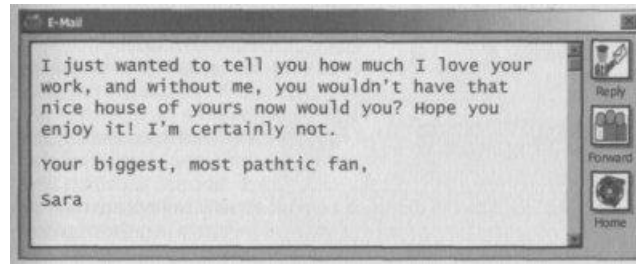 E-Mail
I just wanted to tell you how much I love your
work, and without me, you wouldn't have that
nice house of yours now would you? Hope you
enjoy it! I'm certainly not.
Your biggest, most pathtic fan,
Sara
Reply
Forward
Home